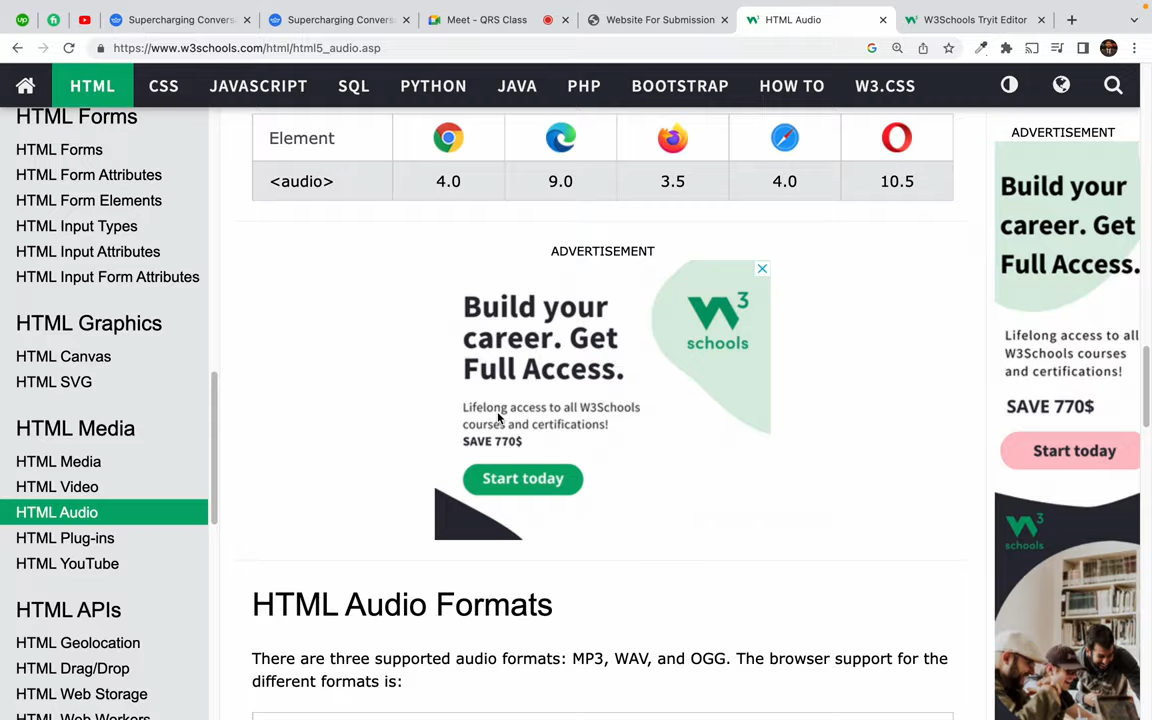 Supercharging Convers
Supercharging Convers
Meet - QRS Class
Website For Submission
HTML Audio
W3Schools Tryit Editor
https://www.w3schools.com/html/html5_audio.asp
HTML
CSS
JAVASCRIPT
SQL
PYTHON
JAVA
PHP
BOOTSTRAP
HOW TO
W3.CSS
HTML Forms
HTML Forms
HTML Form Attributes
HTML Form Elements
HTML Input Types
HTML Input Attributes
HTML Input Form Attributes
HTML Graphics
HTML Canvas
HTML SVG
HTML Media
HTML Media
HTML Video
HTML Audio
HTML Plug-ins
HTML YouTube
HTML APIs
HTML Geolocation
HTML Drag/Drop
HTML Web Storage
HTML Web Workers
Element
<audio> 4.0 9.0 3.5 4.0 10.5
ADVERTISEMENT
Build your
career. Get
Full Access.
Lifelong access to all W3Schools
courses and certifications!
SAVE 770$
Start today
W3
schools
HTML Audio Formats
There are three supported audio formats: MP3, WAV, and OGG. The browser support for the
different formats is:
ADVERTISEMENT
Build your
career. Get
Full Access.
Lifelong access to all
W3Schools courses
and certifications!
SAVE 770$
Start today
W3
schools